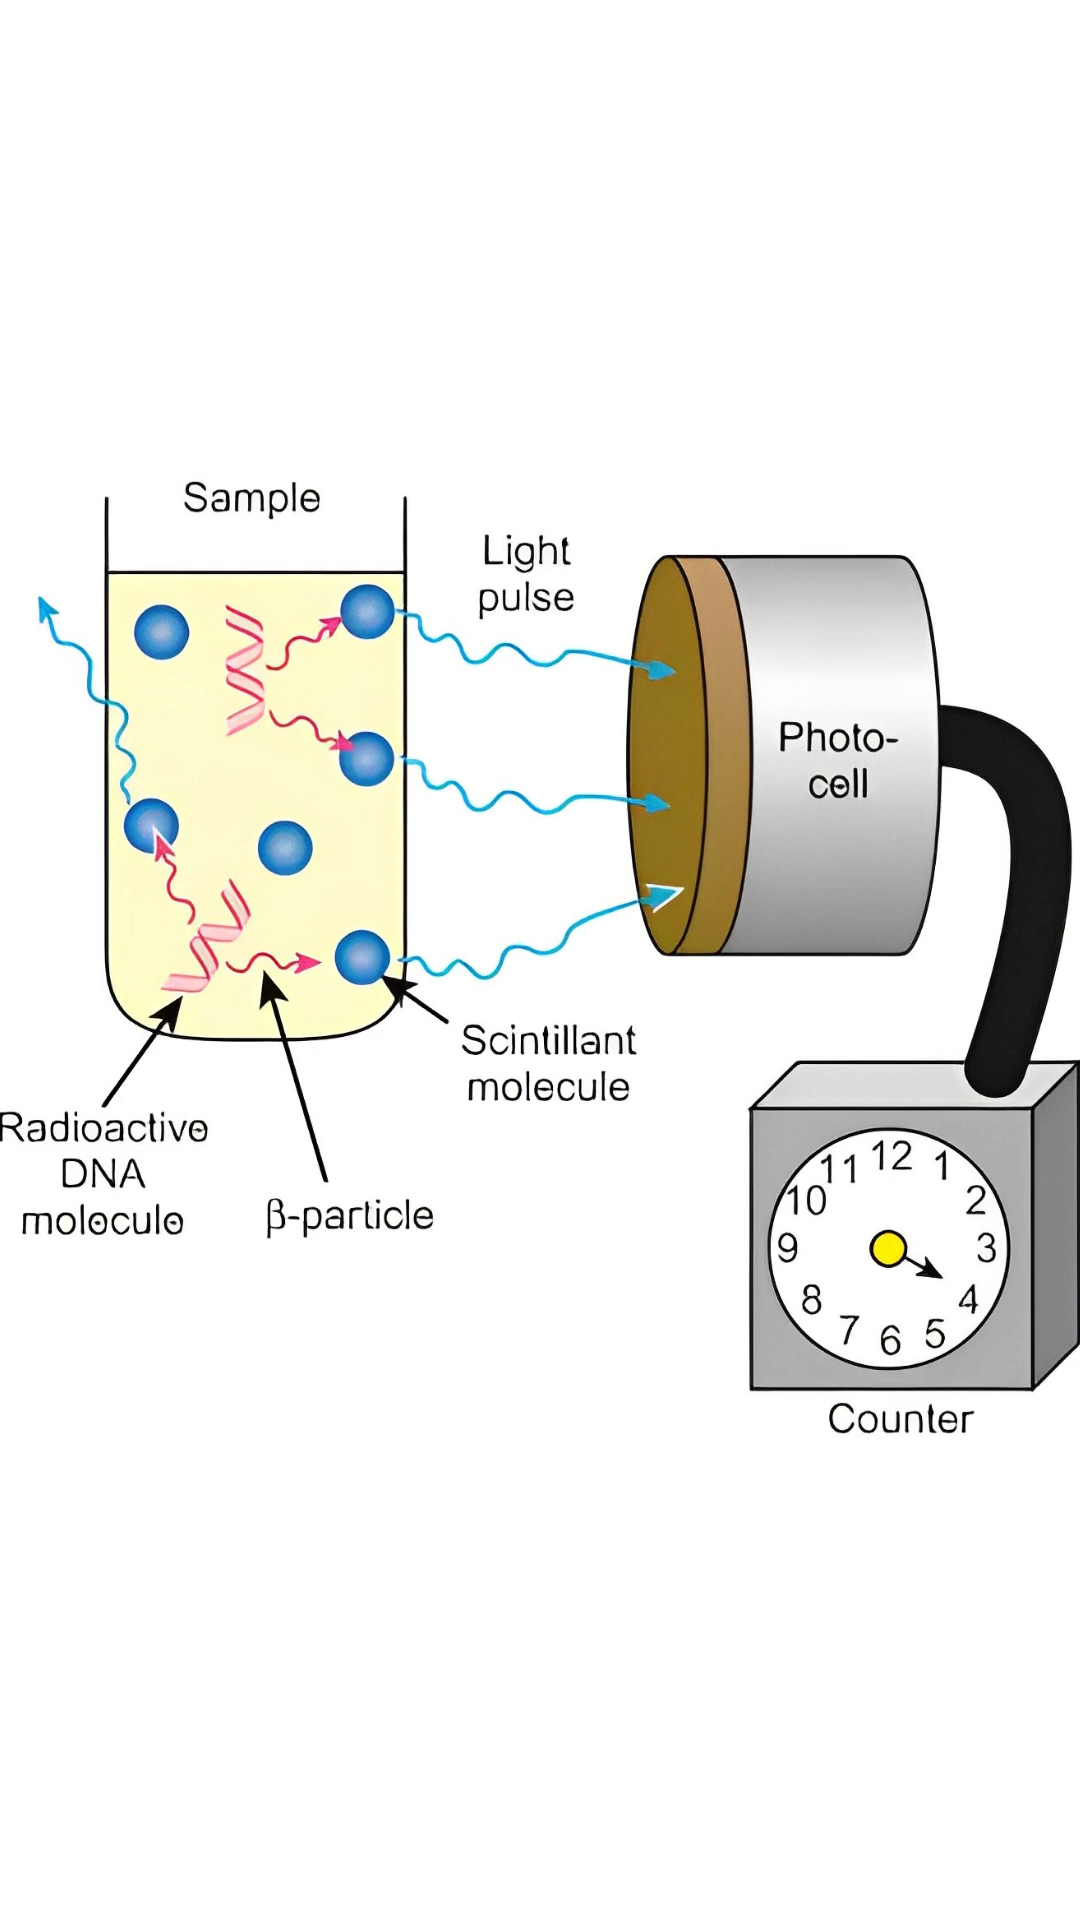 Sample
Light
pulse
Photo-
cell
Scintillant
molecule
Radioactive
DNA
molecule
β-particle
12
11
1
10
2
9
3
8
4
7
6
5
Counter